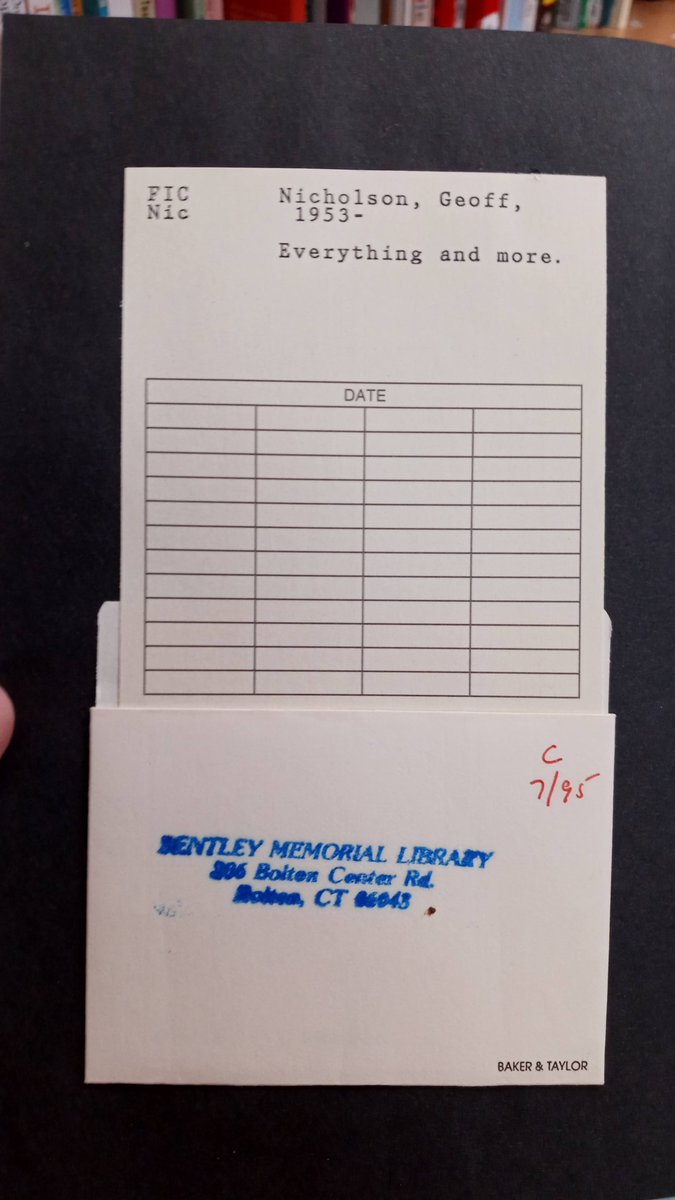 FIC Nicholson, Geoff,
Nic 1953-
Everything and more.
DATE
C
7/95
BENTLEY MEMORIAL LIBRARY
206 Bolton Center Rd.
Bolton, CT 06043
BAKER & TAYLOR